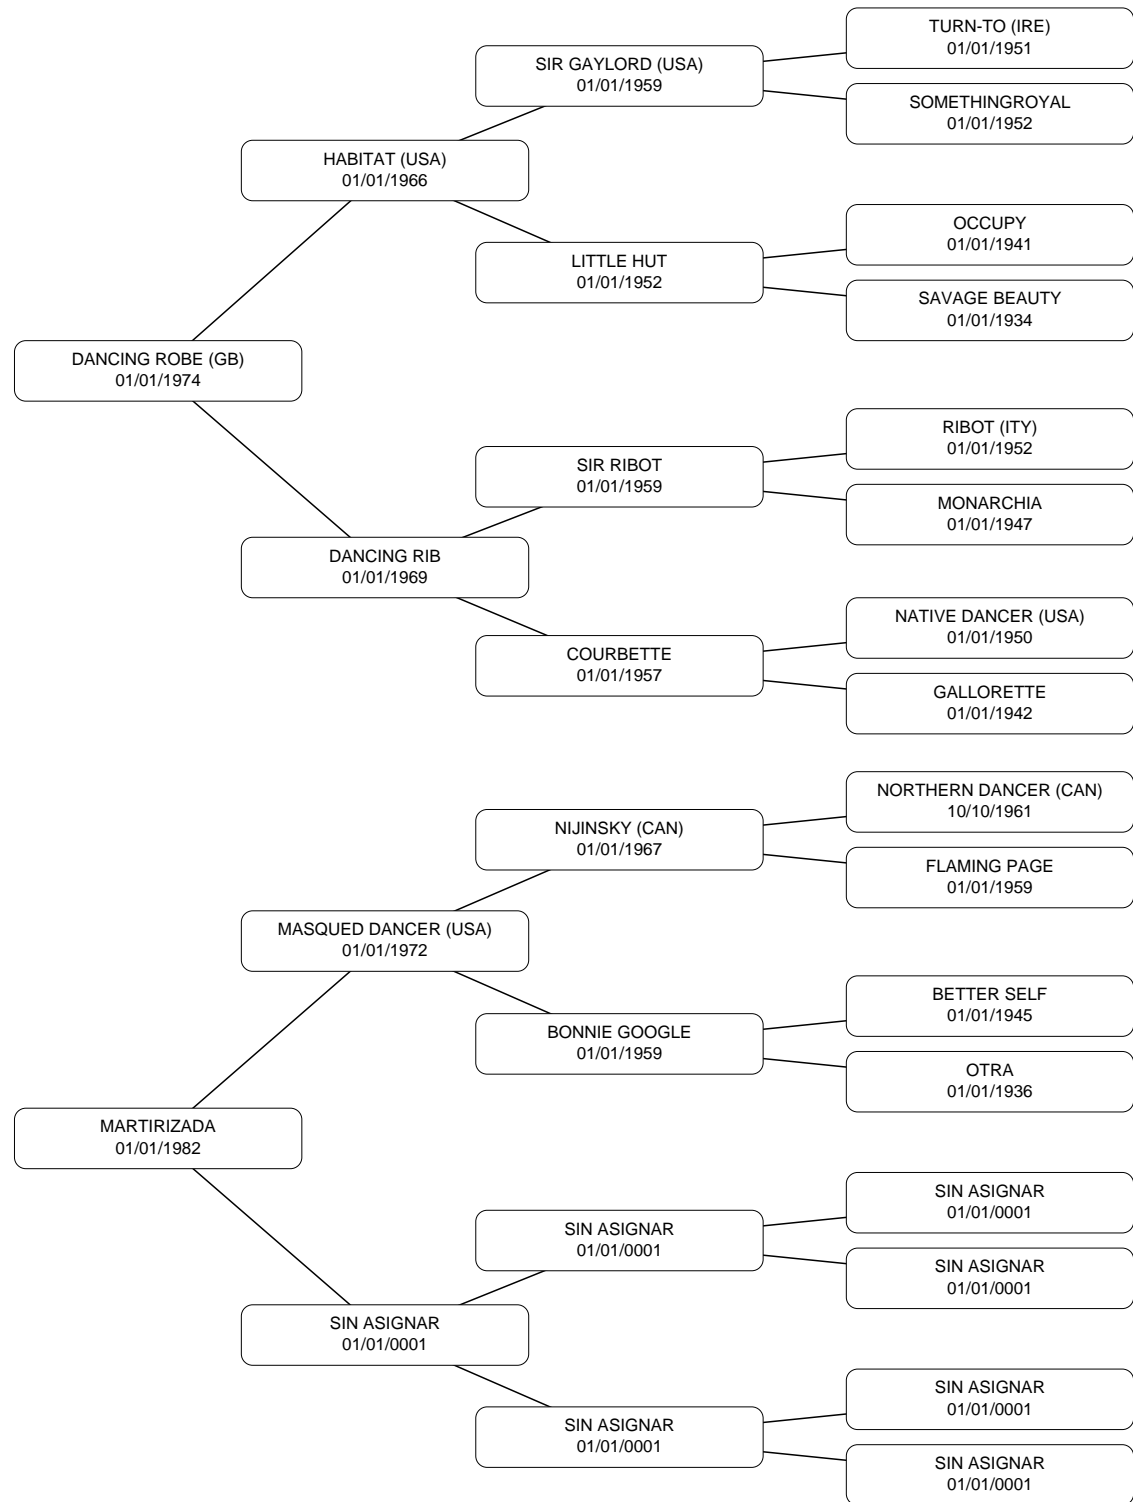 TURN-TO (IRE)
01/01/1951
SIR GAYLORD (USA)
01/01/1959
SOMETHINGROYAL
01/01/1952
HABITAT (USA)
01/01/1966
OCCUPY
01/01/1941
LITTLE HUT
01/01/1952
SAVAGE BEAUTY
01/01/1934
DANCING ROBE (GB)
01/01/1974
RIBOT (ITY)
01/01/1952
SIR RIBOT
01/01/1959
MONARCHIA
01/01/1947
DANCING RIB
01/01/1969
NATIVE DANCER (USA)
01/01/1950
COURBETTE
01/01/1957
GALLORETTE
01/01/1942
NORTHERN DANCER (CAN)
10/10/1961
NIJINSKY (CAN)
01/01/1967
FLAMING PAGE
01/01/1959
MASQUED DANCER (USA)
01/01/1972
BETTER SELF
01/01/1945
BONNIE GOOGLE
01/01/1959
OTRA
01/01/1936
MARTIRIZADA
01/01/1982
SIN ASIGNAR
01/01/0001
SIN ASIGNAR
01/01/0001
SIN ASIGNAR
01/01/0001
SIN ASIGNAR
01/01/0001
SIN ASIGNAR
01/01/0001
SIN ASIGNAR
01/01/0001
SIN ASIGNAR
01/01/0001